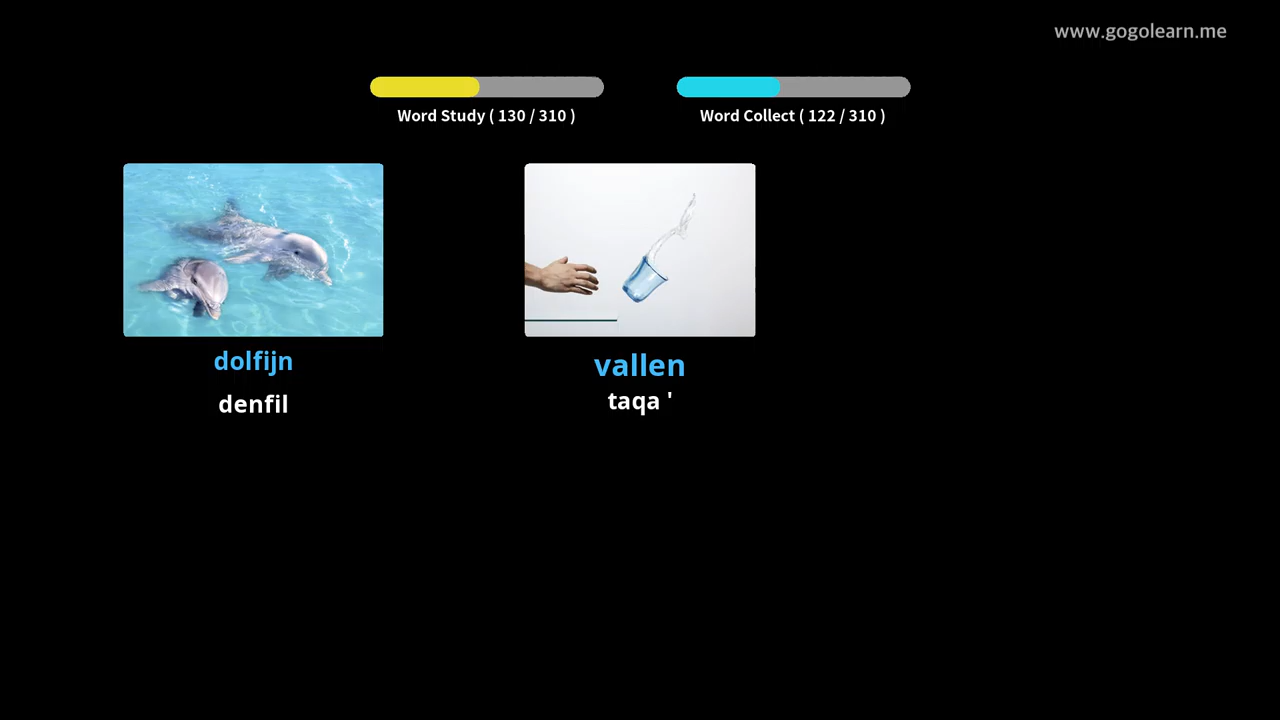 www.gogolearn.me
Word Study ( 130 / 310 )
Word Collect ( 122 / 310 )
dolfijn
denfil
vallen
taqa '